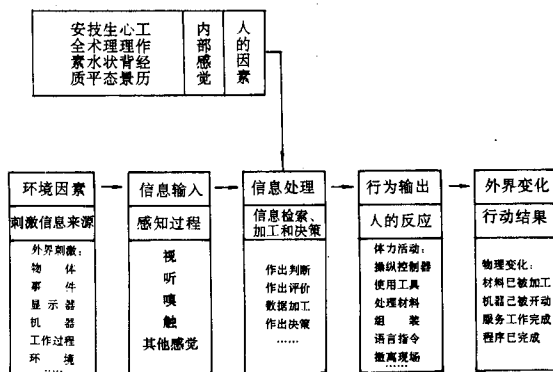 安全素质
技术水平
生理状态
心理背景
工作经历
内部感觉
人的因素
环境因素
刺激信息来源
外界刺激：
物体
事件
显示器
机器
工作过程
环境
……
信息输入
感知过程
视
听
嗅
触
其他感觉
信息处理
信息检索、
加工和决策
作出判断
作出评价
数据加工
作出决策
……
行为输出
人的反应
体力活动：
操纵控制器
使用工具
处理材料
组装
语言指令
撤离现场
……
外界变化
行动结果
物理变化：
材料已被加工
机器已被开动
服务工作完成
程序已完成